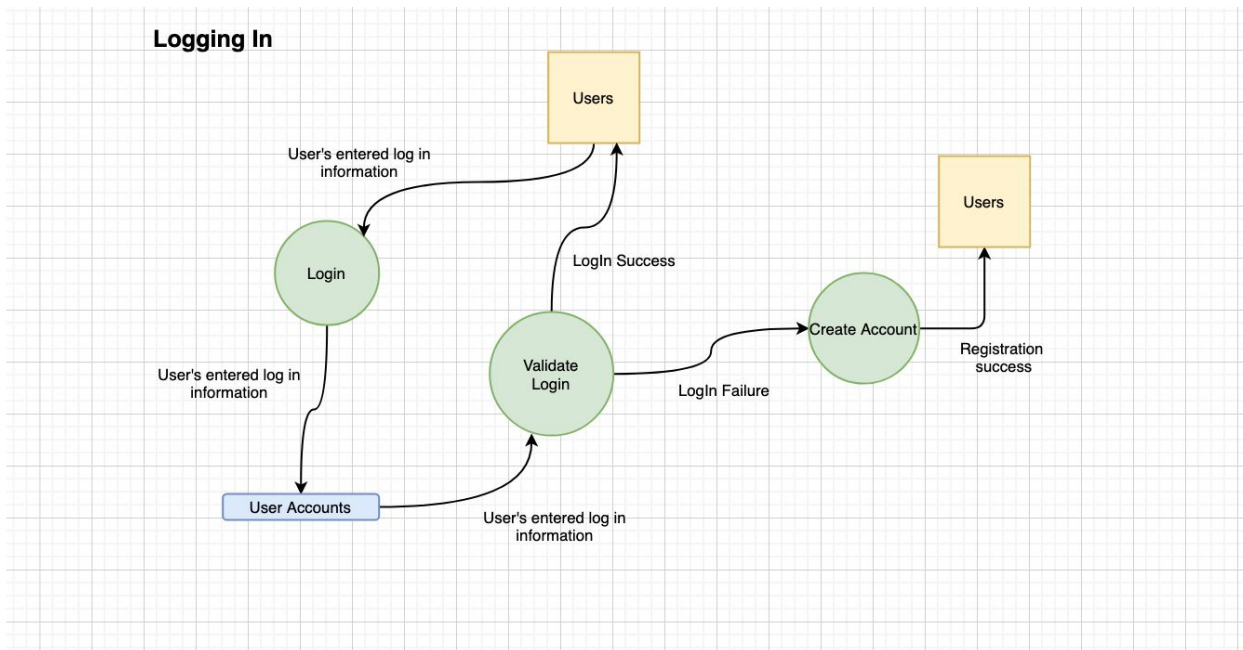 Logging In
Users
User's entered log in
information
Users
LogIn Success
Login
Create Account
Registration
success
User's entered log in
information
Validate
Login
LogIn Failure
User Accounts
User's entered log in
information